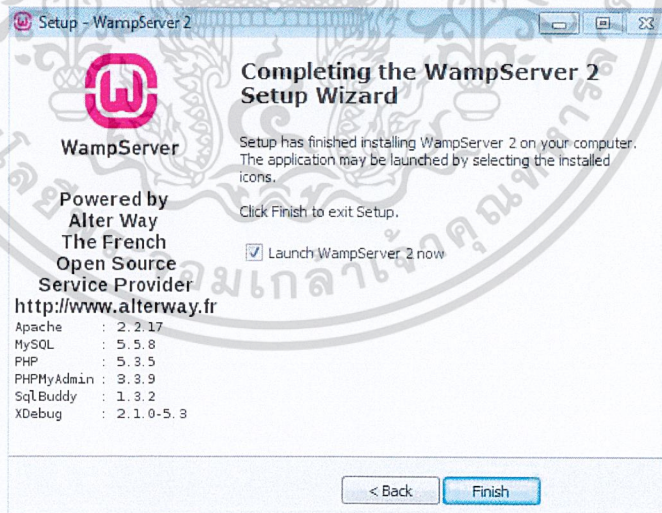 Setup - WampServer 2
WampServer
Powered by
Alter Way
The French
Open Source
Service Provider
http://www.alterway.fr
Apache : 2.2.17
MySQL : 5.5.8
PHP : 5.3.5
PHPMyAdmin : 3.3.9
SqlBuddy : 1.3.2
XDebug : 2.1.0-5.3
Completing the WampServer 2
Setup Wizard
Setup has finished installing WampServer 2 on your computer.
The application may be launched by selecting the installed
icons.
Click Finish to exit Setup.
Launch WampServer 2 now
< Back
Finish